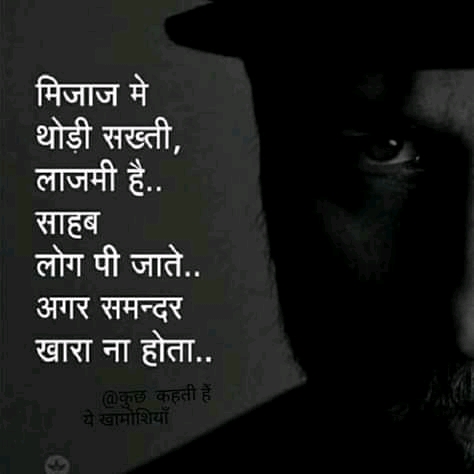 मिजाज मे
थोड़ी सख्ती,
लाजमी है..
साहब
लोग पी जाते..
अगर समन्दर
खारा ना होता..
@कुछ कहती हैं
ये खामोशियाँ